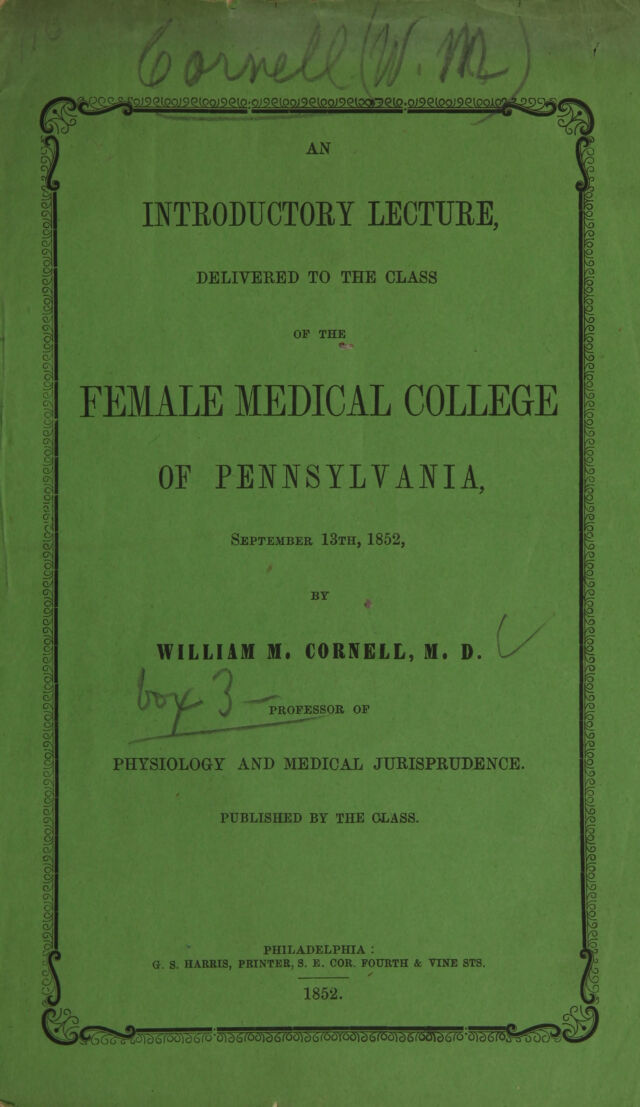 Cornell (W. M)
AN
INTRODUCTORY LECTURE,
DELIVERED TO THE CLASS
OF THE
FEMALE MEDICAL COLLEGE
OF PENNSYLVANIA,
SEPTEMBER 13TH, 1852,
BY
WILLIAM M. CORNELL, M. D.
box 3 —
PROFESSOR OF
PHYSIOLOGY AND MEDICAL JURISPRUDENCE.
PUBLISHED BY THE CLASS.
PHILADELPHIA :
G. S. HARRIS, PRINTER, S. E. COR. FOURTH & VINE STS.
1852.